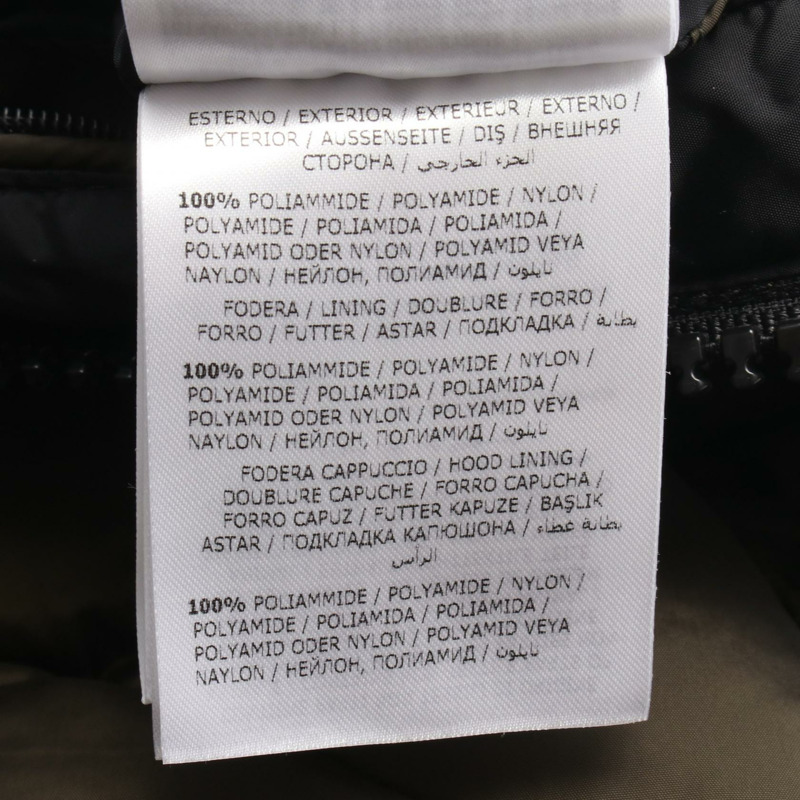 ESTERNO / EXTERIOR / EXTERIEUR / EXTERNO /
EXTERIOR / AUSSENSEITE / DIŞ / ВНЕШНЯЯ
СТОРОНА / الجزء الخارجي
100% POLIAMMIDE / POLYAMIDE / NYLON /
POLYAMIDE / POLIAMIDA / POLIAMIDA /
POLYAMID ODER NYLON / POLYAMID VEYA
NAYLON / НЕЙЛОН, ПОЛИАМИД / نايلون
FODERA / LINING / DOUBLURE / FORRO /
FORRO / FUTTER / ASTAR / ПОДКЛАДКА / بطانة
100% POLIAMMIDE / POLYAMIDE / NYLON /
POLYAMIDE / POLIAMIDA / POLIAMIDA /
POLYAMID ODER NYLON / POLYAMID VEYA
NAYLON / НЕЙЛОН, ПОЛИАМИД / نايلون
FODERA CAPPUCCIO / HOOD LINING /
DOUBLURE CAPUCHE / FORRO CAPUCHA /
FORRO CAPUZ / FUTTER KAPUZE / BAŞLIK
ASTAR / ПОДКЛАДКА КАПЮШОНА / بطانة غطاء
الرأس
100% POLIAMMIDE / POLYAMIDE / NYLON /
POLYAMIDE / POLIAMIDA / POLIAMIDA /
POLYAMID ODER NYLON / POLYAMID VEYA
NAYLON / НЕЙЛОН, ПОЛИАМИД / نايلون